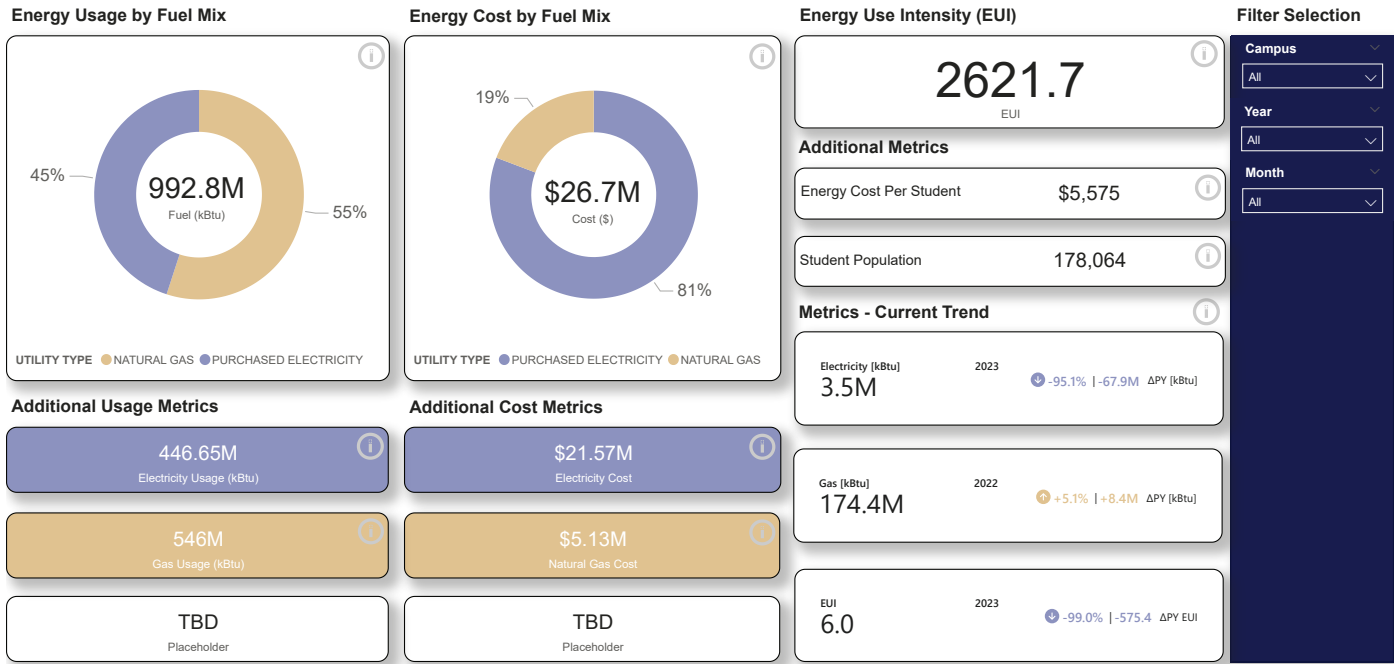 Energy Usage by Fuel Mix
45%
992.8M
Fuel (kBtu)
55%
UTILITY TYPE NATURAL GAS PURCHASED ELECTRICITY
Additional Usage Metrics
446.65M
Electricity Usage (kBtu)
546M
Gas Usage (kBtu)
TBD
Placeholder
Energy Cost by Fuel Mix
19%
$26.7M
Cost ($)
81%
UTILITY TYPE PURCHASED ELECTRICITY NATURAL GAS
Additional Cost Metrics
$21.57M
Electricity Cost
$5.13M
Natural Gas Cost
TBD
Placeholder
Energy Use Intensity (EUI)
2621.7
EUI
Additional Metrics
Energy Cost Per Student $5,575
Student Population 178,064
Metrics - Current Trend
Electricity [kBtu] 2023
3.5M -95.1% | -67.9M ΔPY [kBtu]
Gas [kBtu] 2022
174.4M +5.1% | +8.4M ΔPY [kBtu]
EUI 2023
6.0 -99.0% | -575.4 ΔPY EUI
Filter Selection
Campus
All
Year
All
Month
All